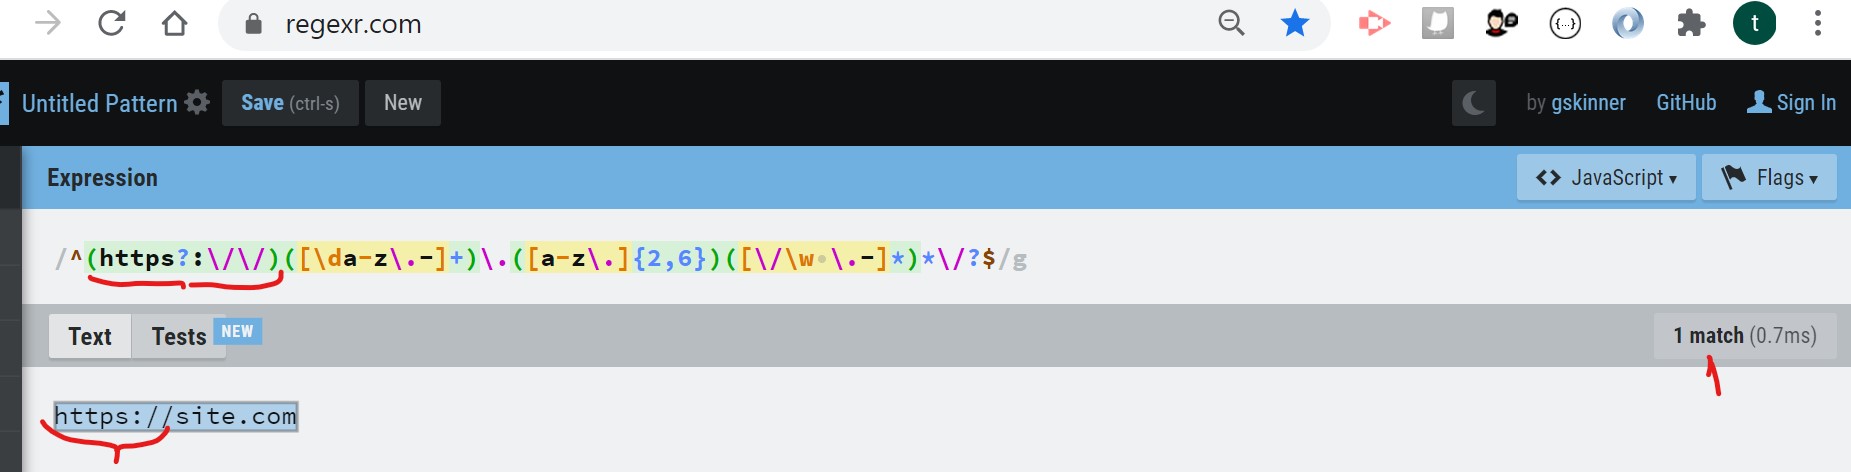 regexr.com
t
Untitled Pattern Save (ctrl-s) New by gskinner GitHub Sign In
Expression JavaScript Flags
/^(https?:\/\/)([\da-z\.-]+)\.([a-z\.]{2,6})([\/\w \.-]*)*\/?$/g
Text Tests NEW 1 match (0.7ms)
https://site.com